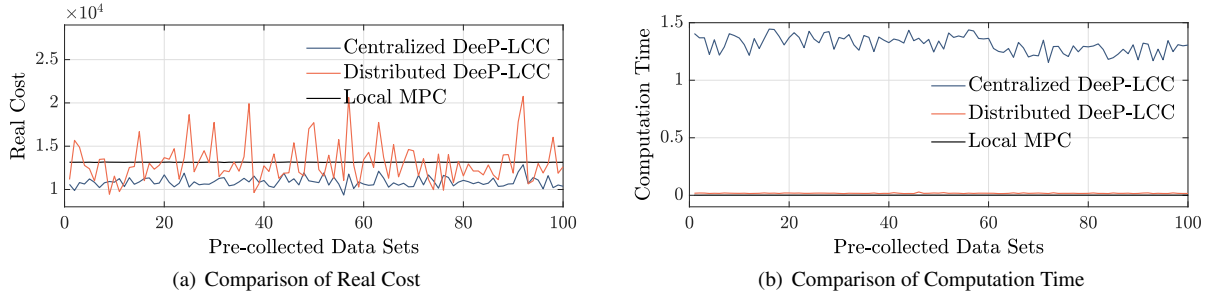 ×10⁴
2.5
2
1.5
1
Real Cost
Centralized DeeP-LCC
Distributed DeeP-LCC
Local MPC
0 20 40 60 80 100
Pre-collected Data Sets
(a) Comparison of Real Cost
1.5
1
0.5
0
Computation Time
Centralized DeeP-LCC
Distributed DeeP-LCC
Local MPC
0 20 40 60 80 100
Pre-collected Data Sets
(b) Comparison of Computation Time